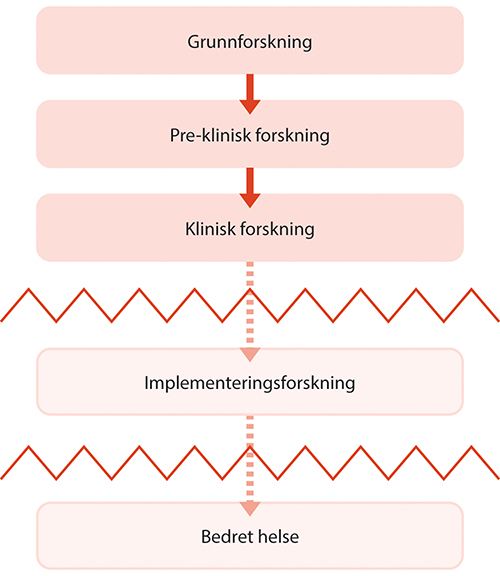 Grunnforskning
Pre-klinisk forskning
Klinisk forskning
Implementeringsforskning
Bedret helse